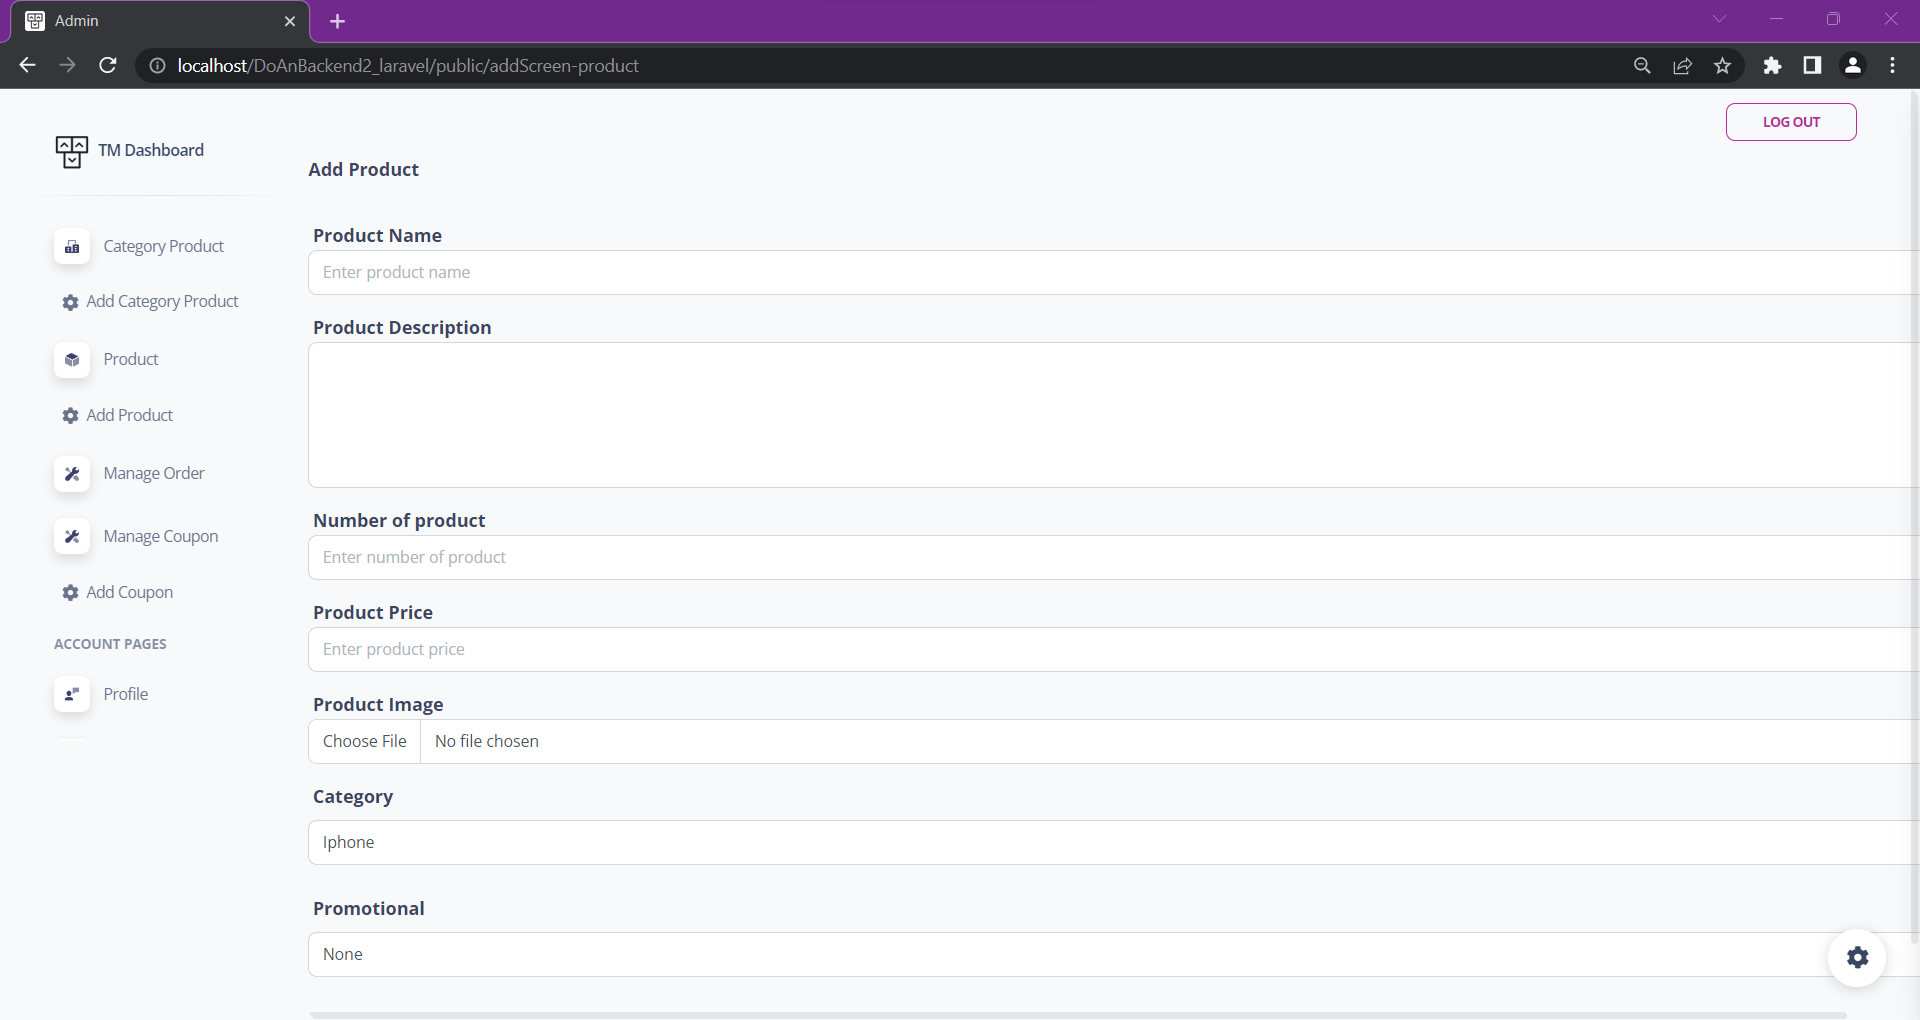 Admin
localhost/DoAnBackend2_laravel/public/addScreen-product
LOG OUT
TM Dashboard
Category Product
Add Category Product
Product
Add Product
Manage Order
Manage Coupon
Add Coupon
ACCOUNT PAGES
Profile
Add Product
Product Name
Enter product name
Product Description
Number of product
Enter number of product
Product Price
Enter product price
Product Image
Choose File No file chosen
Category
Iphone
Promotional
None